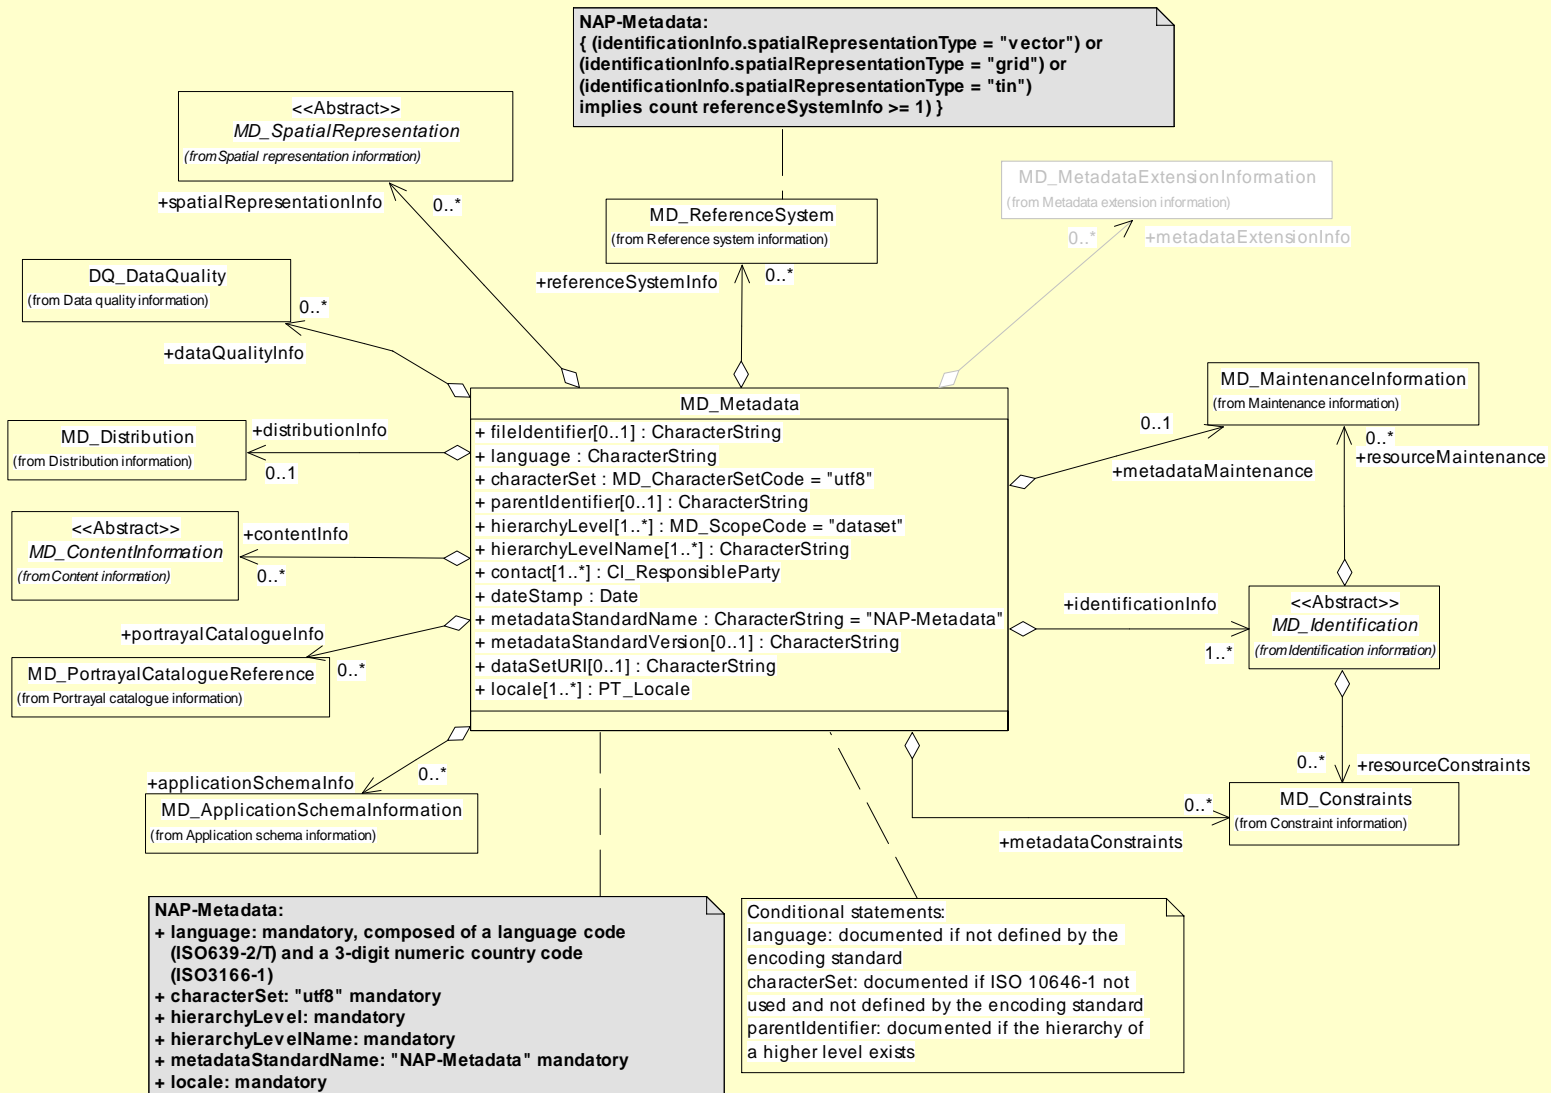 NAP-Metadata:
{ (identificationInfo.spatialRepresentationType = "vector") or
(identificationInfo.spatialRepresentationType = "grid") or
(identificationInfo.spatialRepresentationType = "tin")
implies count referenceSystemInfo >= 1) }
<<Abstract>>
MD_SpatialRepresentation
(from Spatial representation information)
+spatialRepresentationInfo
0..*
MD_ReferenceSystem
(from Reference system information)
+referenceSystemInfo
0..*
MD_MetadataExtensionInformation
(from Metadata extension information)
0..*
+metadataExtensionInfo
DQ_DataQuality
(from Data quality information)
0..*
+dataQualityInfo
MD_Distribution
(from Distribution information)
+distributionInfo
0..1
<<Abstract>>
MD_ContentInformation
(from Content information)
+contentInfo
0..*
+portrayalCatalogueInfo
0..*
MD_PortrayalCatalogueReference
(from Portrayal catalogue information)
+applicationSchemaInfo
0..*
MD_ApplicationSchemaInformation
(from Application schema information)
MD_Metadata
+ fileIdentifier[0..1] : CharacterString
+ language : CharacterString
+ characterSet : MD_CharacterSetCode = "utf8"
+ parentIdentifier[0..1] : CharacterString
+ hierarchyLevel[1..*] : MD_ScopeCode = "dataset"
+ hierarchyLevelName[1..*] : CharacterString
+ contact[1..*] : CI_ResponsibleParty
+ dateStamp : Date
+ metadataStandardName : CharacterString = "NAP-Metadata"
+ metadataStandardVersion[0..1] : CharacterString
+ dataSetURI[0..1] : CharacterString
+ locale[1..*] : PT_Locale
MD_MaintenanceInformation
(from Maintenance information)
0..1
+metadataMaintenance
0..*
+resourceMaintenance
+identificationInfo
1..*
<<Abstract>>
MD_Identification
(from Identification information)
0..*
+resourceConstraints
MD_Constraints
(from Constraint information)
0..*
+metadataConstraints
NAP-Metadata:
+ language: mandatory, composed of a language code
(ISO639-2/T) and a 3-digit numeric country code
(ISO3166-1)
+ characterSet: "utf8" mandatory
+ hierarchyLevel: mandatory
+ hierarchyLevelName: mandatory
+ metadataStandardName: "NAP-Metadata" mandatory
+ locale: mandatory
Conditional statements:
language: documented if not defined by the
encoding standard
characterSet: documented if ISO 10646-1 not
used and not defined by the encoding standard
parentIdentifier: documented if the hierarchy of
a higher level exists